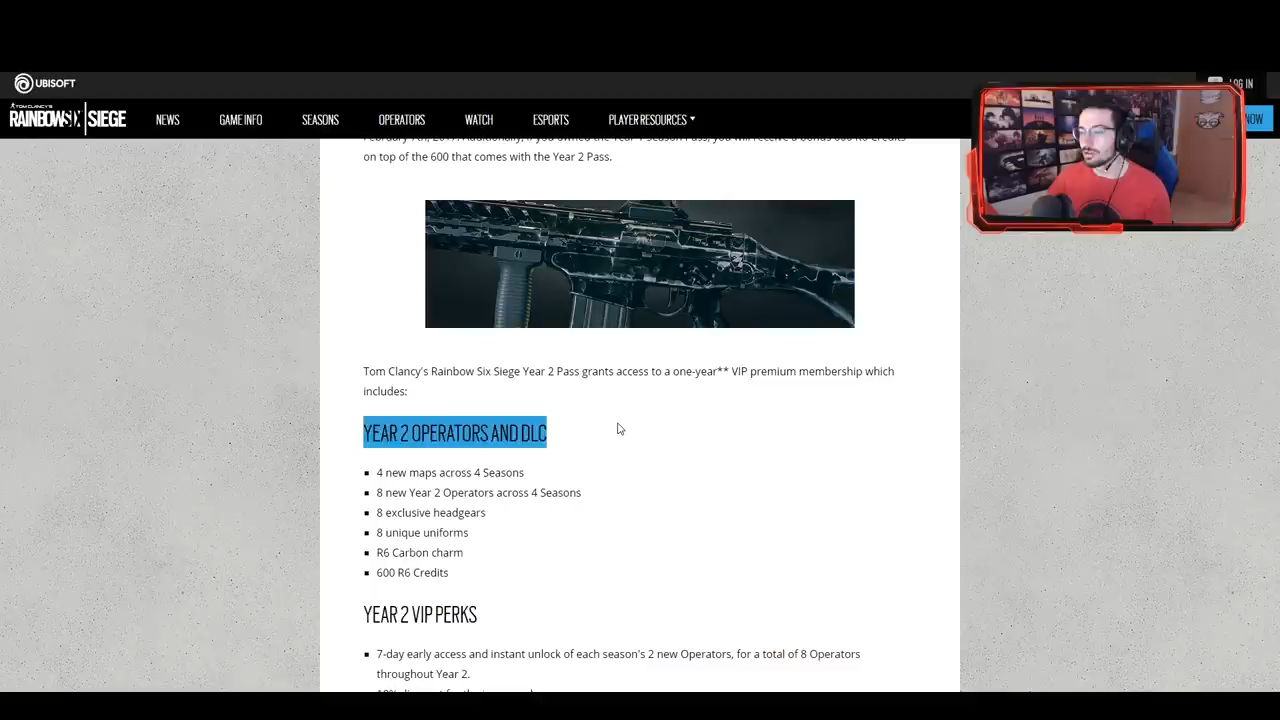 UBISOFT
LOG IN
TOM CLANCY'S
RAINBOW SIX | SIEGE
NEWS
GAME INFO
SEASONS
OPERATORS
WATCH
ESPORTS
PLAYER RESOURCES
NOW
on top of the 600 that comes with the Year 2 Pass.
Tom Clancy's Rainbow Six Siege Year 2 Pass grants access to a one-year** VIP premium membership which
includes:
YEAR 2 OPERATORS AND DLC
▪ 4 new maps across 4 Seasons
▪ 8 new Year 2 Operators across 4 Seasons
▪ 8 exclusive headgears
▪ 8 unique uniforms
▪ R6 Carbon charm
▪ 600 R6 Credits
YEAR 2 VIP PERKS
▪ 7-day early access and instant unlock of each season's 2 new Operators, for a total of 8 Operators
throughout Year 2.